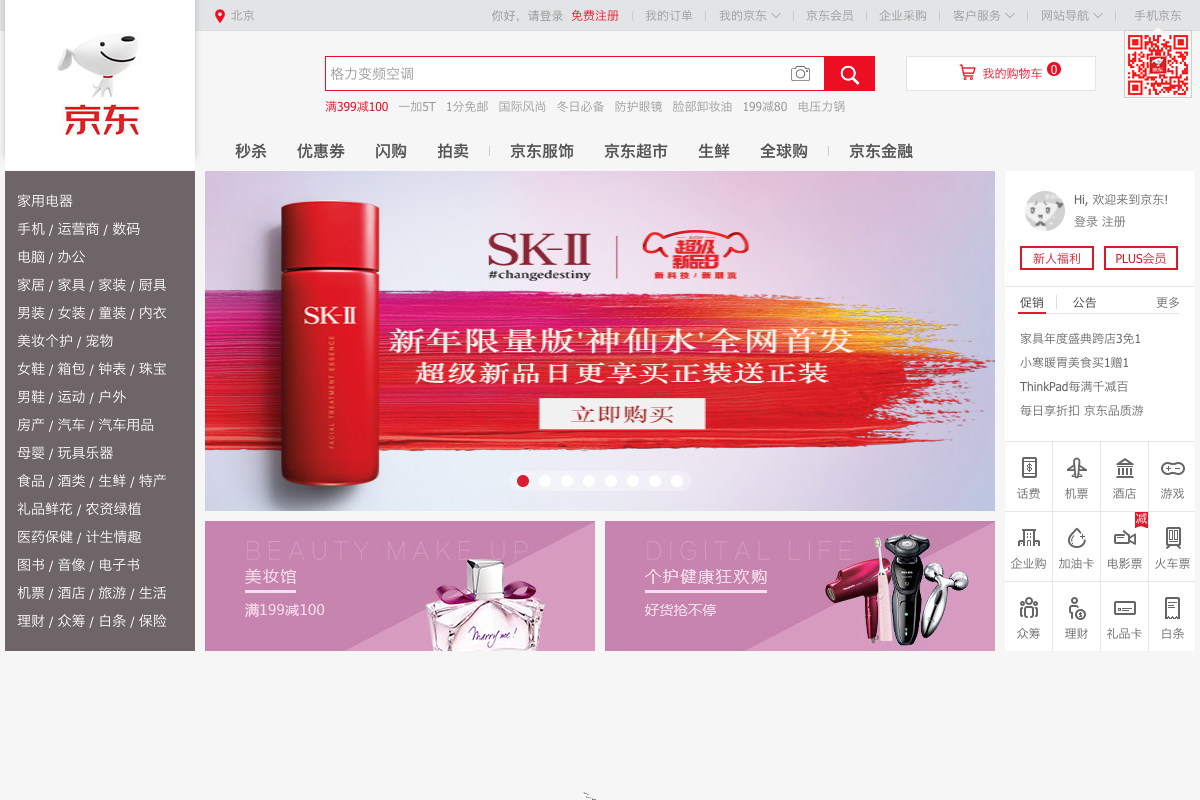 北京
你好，请登录 免费注册 我的订单 我的京东 京东会员 企业采购 客户服务 网站导航 手机京东
京东
格力变频空调
我的购物车 0
满399减100 一加5T 1分免邮 国际风尚 冬日必备 防护眼镜 脸部卸妆油 199减80 电压力锅
秒杀 优惠券 闪购 拍卖 京东服饰 京东超市 生鲜 全球购 京东金融
家用电器
手机 / 运营商 / 数码
电脑 / 办公
家居 / 家具 / 家装 / 厨具
男装 / 女装 / 童装 / 内衣
美妆个护 / 宠物
女鞋 / 箱包 / 钟表 / 珠宝
男鞋 / 运动 / 户外
房产 / 汽车 / 汽车用品
母婴 / 玩具乐器
食品 / 酒类 / 生鲜 / 特产
礼品鲜花 / 农资绿植
医药保健 / 计生情趣
图书 / 音像 / 电子书
机票 / 酒店 / 旅游 / 生活
理财 / 众筹 / 白条 / 保险
SK-II
#changedestiny
超级
新品日
新科技/新潮流
SK-II
FACIAL TREATMENT ESSENCE
新年限量版'神仙水'全网首发
超级新品日更享买正装送正装
立即购买
BEAUTY MAKE UP
美妆馆
满199减100
Marry me!
DIGITAL LIFE
个护健康狂欢购
好货抢不停
Hi, 欢迎来到京东!
登录 注册
新人福利 PLUS会员
促销 公告 更多
家具年度盛典跨店3免1
小寒暖胃美食买1赠1
ThinkPad每满千减百
每日享折扣 京东品质游
话费 机票 酒店 游戏
减
企业购 加油卡 电影票 火车票
众筹 理财 礼品卡 白条